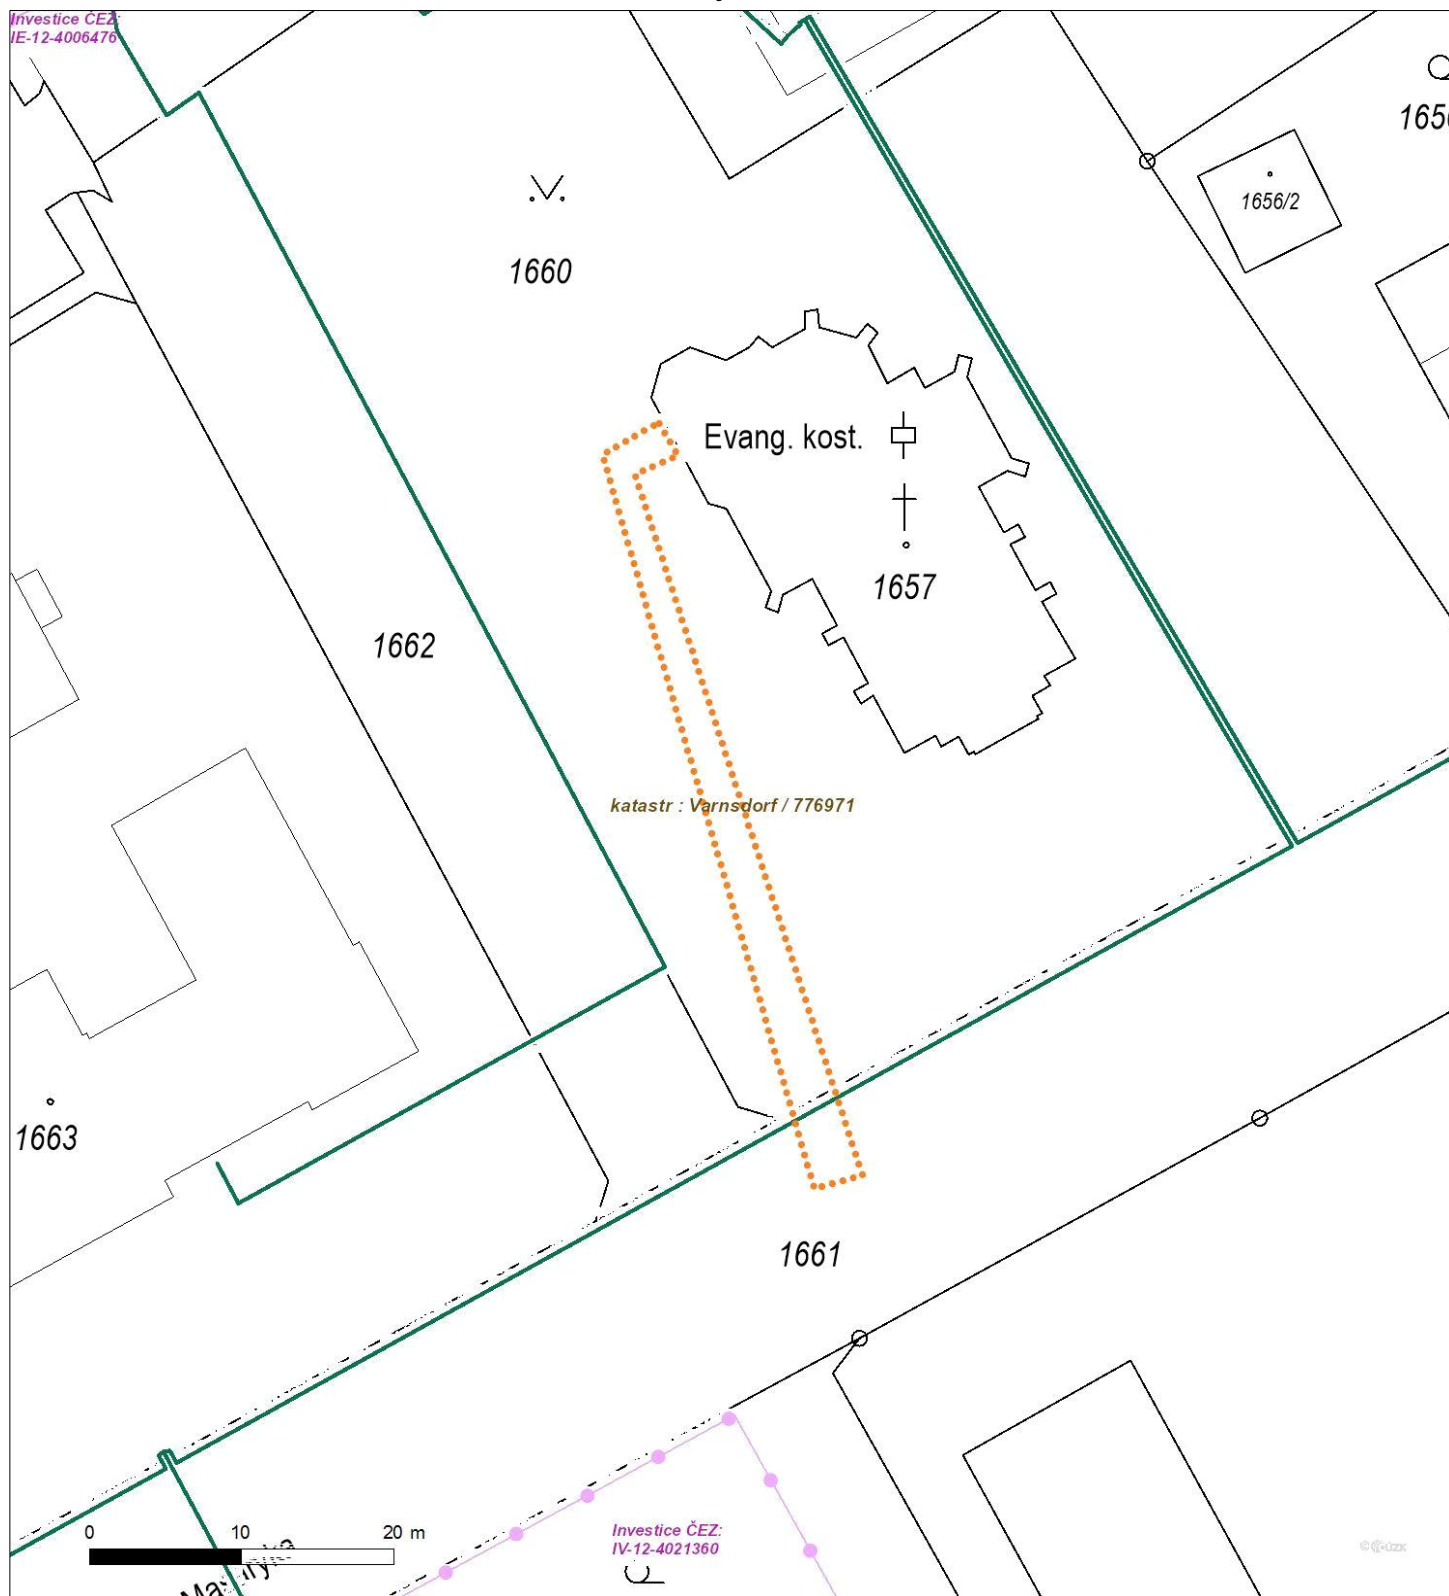 Investice ČEZ:
IE-12-4006476
1656/2
1660
Evang. kost.
1657
1662
katastr : Varnsdorf / 776971
1663
1661
Investice ČEZ:
IV-12-4021360
0 10 20 m
© ČÚZK